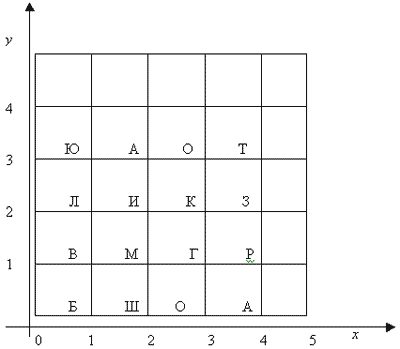 y
4
Ю А О Т
3
Л И К З
2
В М Г Р
1
Б Ш О А
0 1 2 3 4 5 x